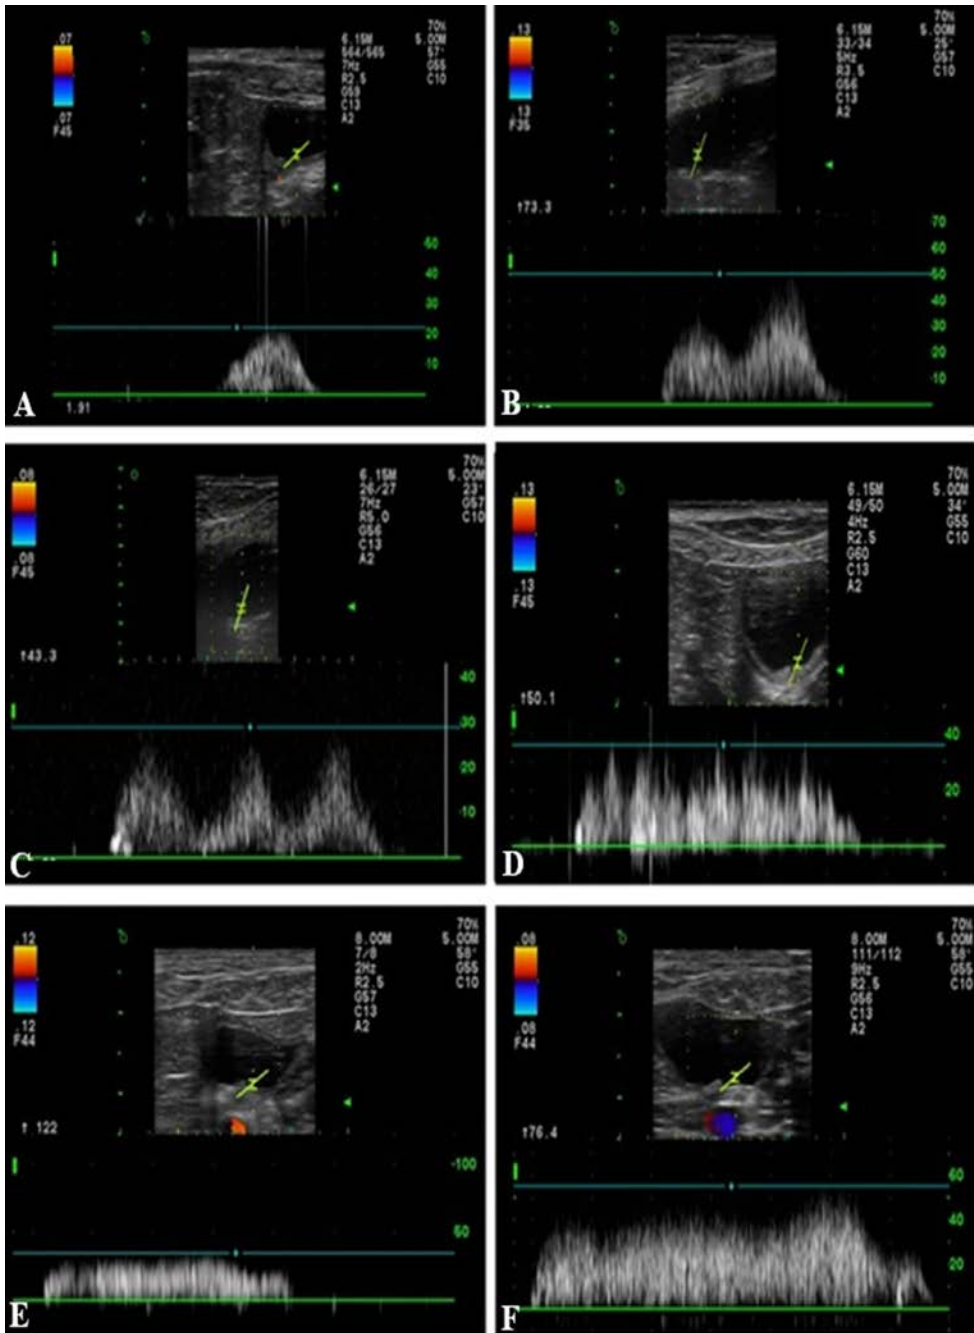 .07
.07
F45
6.15M
564/565
7Hz
R2.5
G59
C13
A2
70%
5.00M
57'
G55
C10
50
40
30
20
10
1.91
A
.13
.13
F35
6.15M
33/34
5Hz
R3.5
G56
C13
A2
70%
5.00M
25'
G57
C10
↑73.3
70
60
50
40
30
20
10
B
.08
.08
F45
6.15M
26/27
7Hz
R5.0
G56
C13
A2
70%
5.00M
23'
G57
C10
↑43.3
40
30
20
10
C
.13
.13
F45
6.15M
49/50
4Hz
R2.5
G60
C13
A2
70%
5.00M
34'
G55
C10
↑50.1
40
20
D
.12
.12
F44
8.00M
7/8
2Hz
R2.5
G57
C13
A2
70%
5.00M
58'
G55
C10
↑ 122
-100
50
E
.08
.08
F44
8.00M
111/112
9Hz
R2.5
G56
C13
A2
70%
5.00M
58'
G55
C10
↑76.4
60
40
20
F